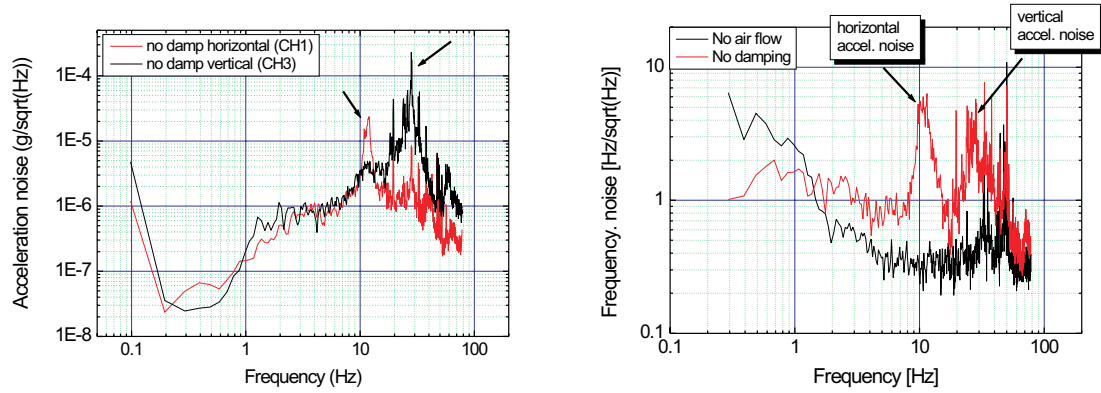 no damp horizontal (CH1)
no damp vertical (CH3)
Acceleration noise (g/sqrt(Hz))
1E-4
1E-5
1E-6
1E-7
1E-8
0.1
1
10
100
Frequency (Hz)
horizontal
accel. noise
vertical
accel. noise
No air flow
No damping
Frequency. noise [Hz/sqrt(Hz)]
10
1
0.1
0.1
1
10
100
Frequency [Hz]